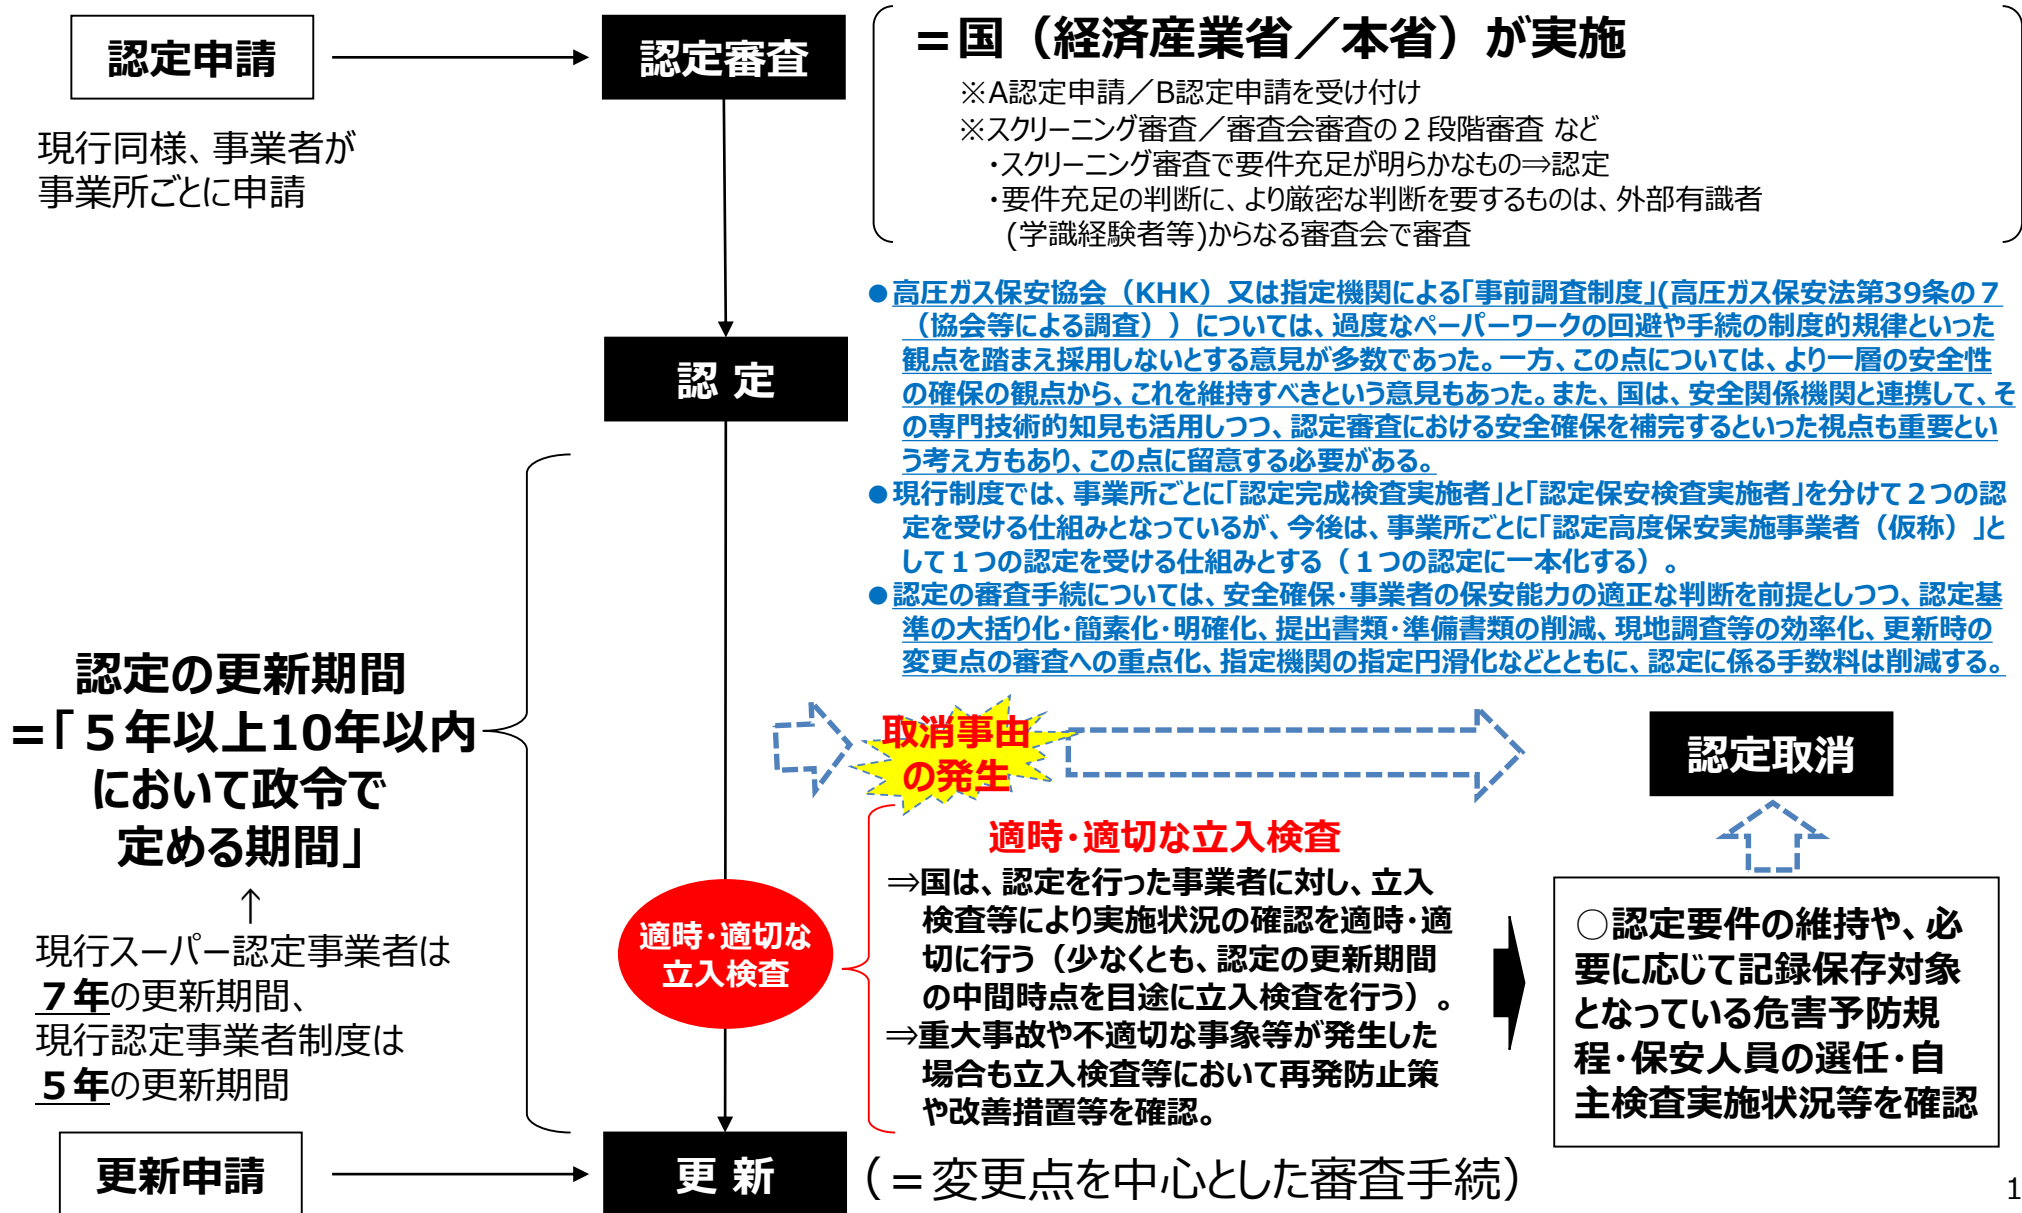 認定申請
現行同様、事業者が
事業所ごとに申請
認定審査
＝国（経済産業省／本省）が実施
※A認定申請／B認定申請を受け付け
※スクリーニング審査／審査会審査の２段階審査 など
・スクリーニング審査で要件充足が明らかなもの⇒認定
・要件充足の判断に、より厳密な判断を要するものは、外部有識者
(学識経験者等)からなる審査会で審査
認 定
●高圧ガス保安協会（KHK）又は指定機関による「事前調査制度」(高圧ガス保安法第39条の７
（協会等による調査））については、過度なペーパーワークの回避や手続の制度的規律といった
観点を踏まえ採用しないとする意見が多数であった。一方、この点については、より一層の安全性
の確保の観点から、これを維持すべきという意見もあった。また、国は、安全関係機関と連携して、そ
の専門技術的知見も活用しつつ、認定審査における安全確保を補完するといった視点も重要とい
う考え方もあり、この点に留意する必要がある。
●現行制度では、事業所ごとに「認定完成検査実施者」と「認定保安検査実施者」を分けて２つの認
定を受ける仕組みとなっているが、今後は、事業所ごとに「認定高度保安実施事業者（仮称）」と
して１つの認定を受ける仕組みとする（１つの認定に一本化する）。
●認定の審査手続については、安全確保・事業者の保安能力の適正な判断を前提としつつ、認定基
準の大括り化・簡素化・明確化、提出書類・準備書類の削減、現地調査等の効率化、更新時の
変更点の審査への重点化、指定機関の指定円滑化などとともに、認定に係る手数料は削減する。
認定の更新期間
＝「５年以上10年以内
において政令で
定める期間」
↑
現行スーパー認定事業者は
７年の更新期間、
現行認定事業者制度は
５年の更新期間
取消事由
の発生
認定取消
適時・適切な
立入検査
適時・適切な立入検査
⇒国は、認定を行った事業者に対し、立入
検査等により実施状況の確認を適時・適
切に行う（少なくとも、認定の更新期間
の中間時点を目途に立入検査を行う）。
⇒重大事故や不適切な事象等が発生した
場合も立入検査等において再発防止策
や改善措置等を確認。
○認定要件の維持や、必
要に応じて記録保存対象
となっている危害予防規
程・保安人員の選任・自
主検査実施状況等を確認
更新申請
更 新
（＝変更点を中心とした審査手続）
1